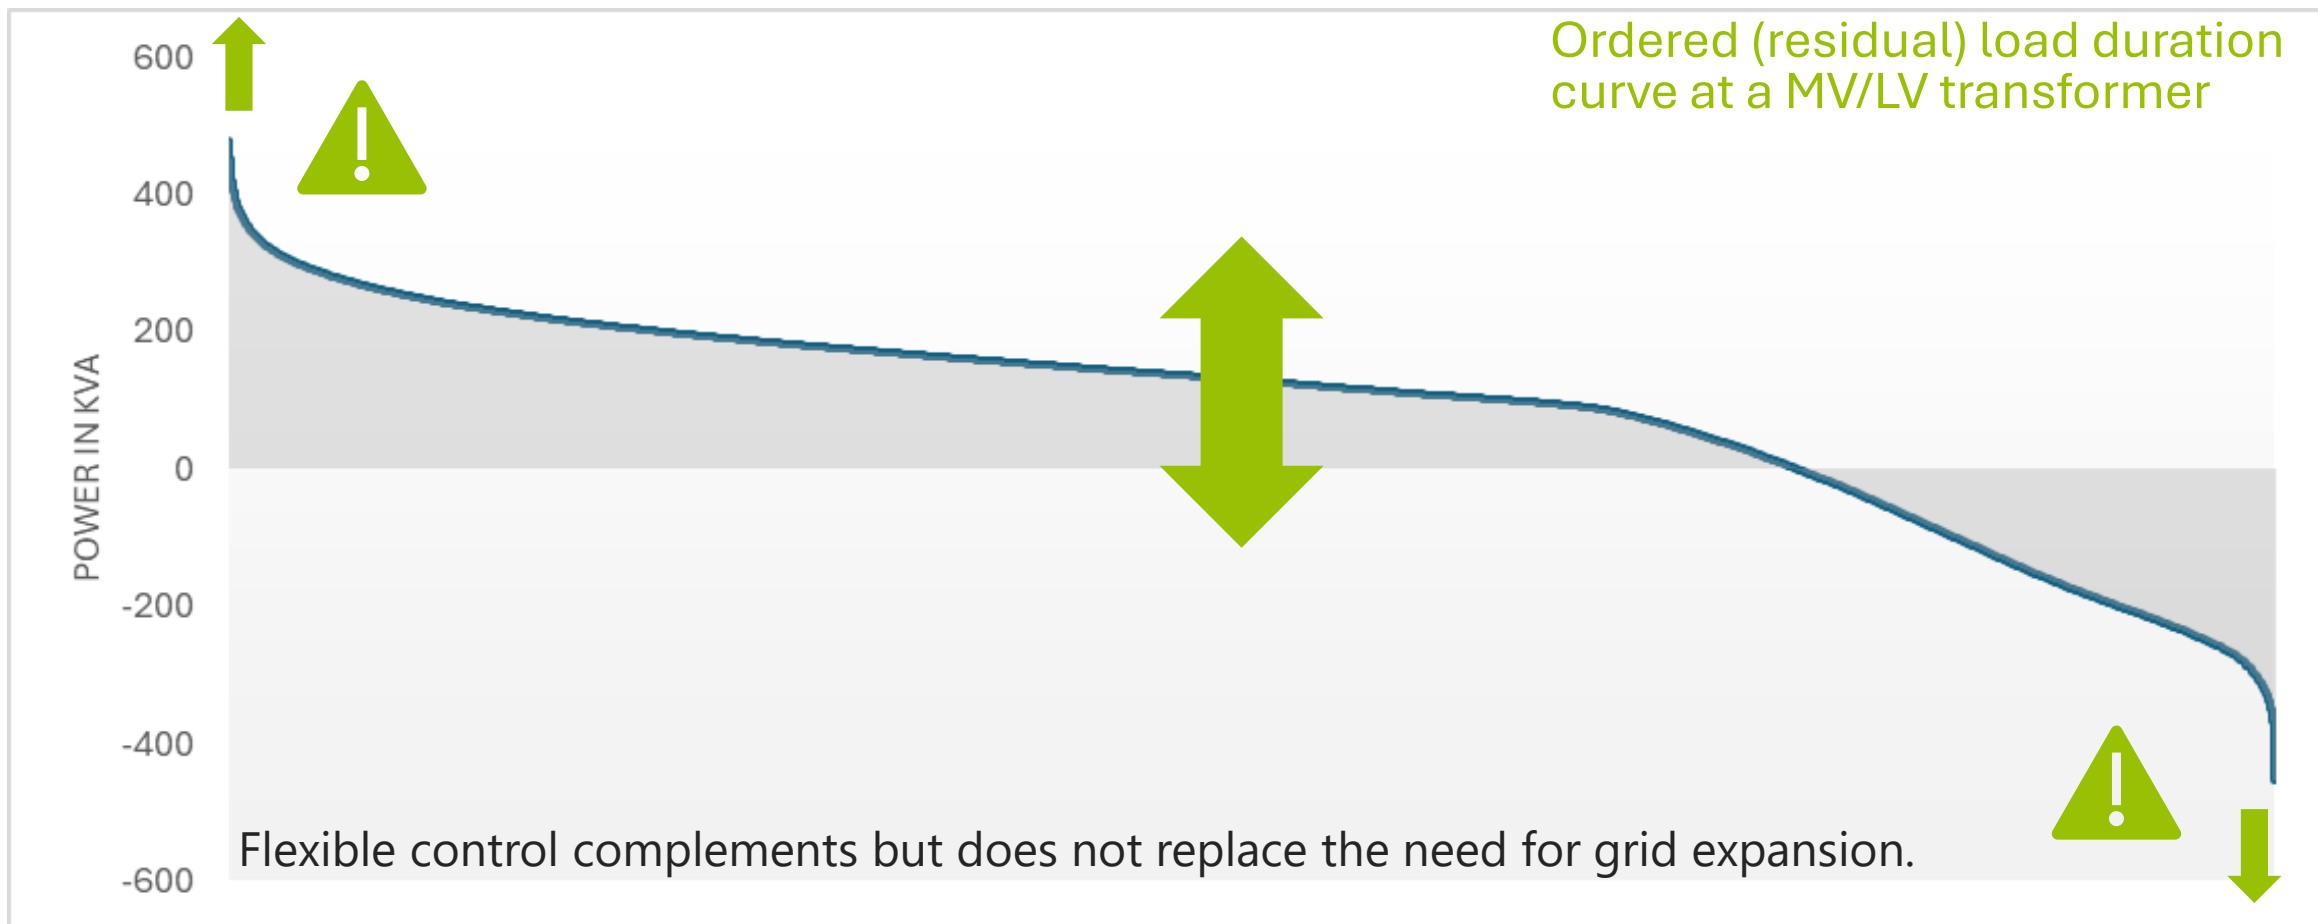 Ordered (residual) load duration
curve at a MV/LV transformer
600
400
200
0
-200
-400
-600
POWER IN KVA
Flexible control complements but does not replace the need for grid expansion.